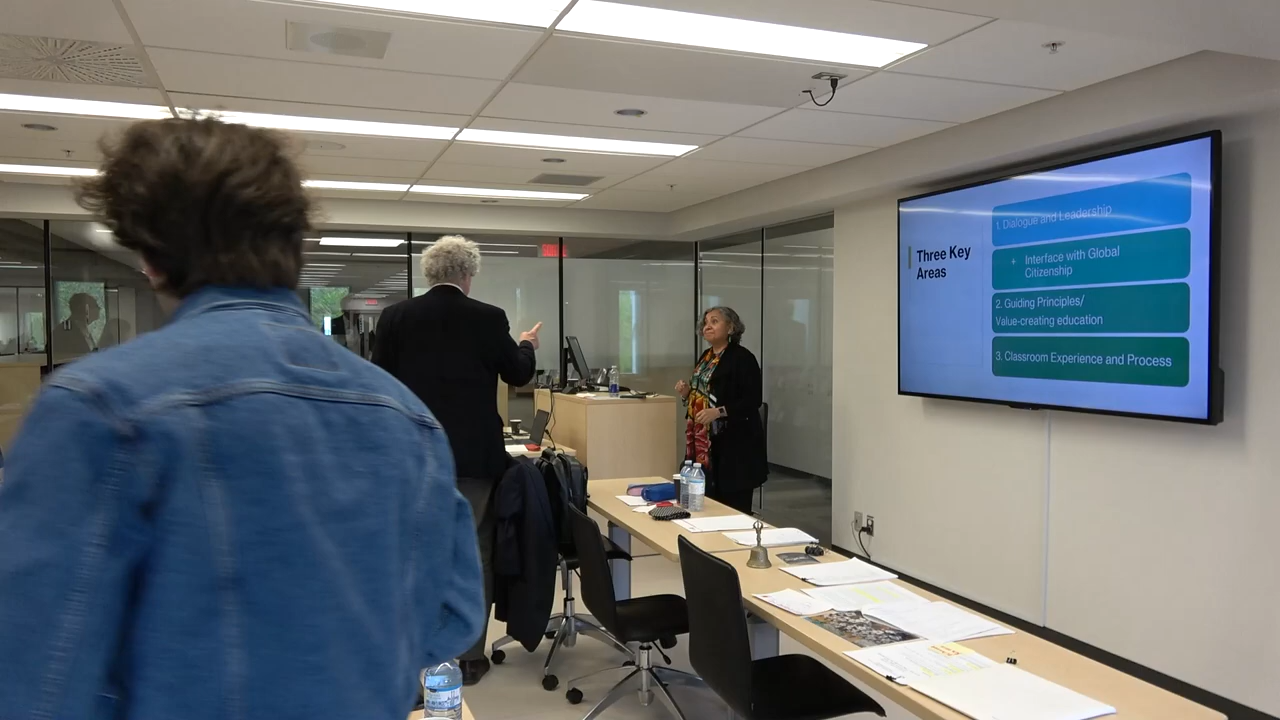 Three Key
Areas
1. Dialogue and Leadership
+ Interface with Global
Citizenship
2. Guiding Principles/
Value-creating education
3. Classroom Experience and Process